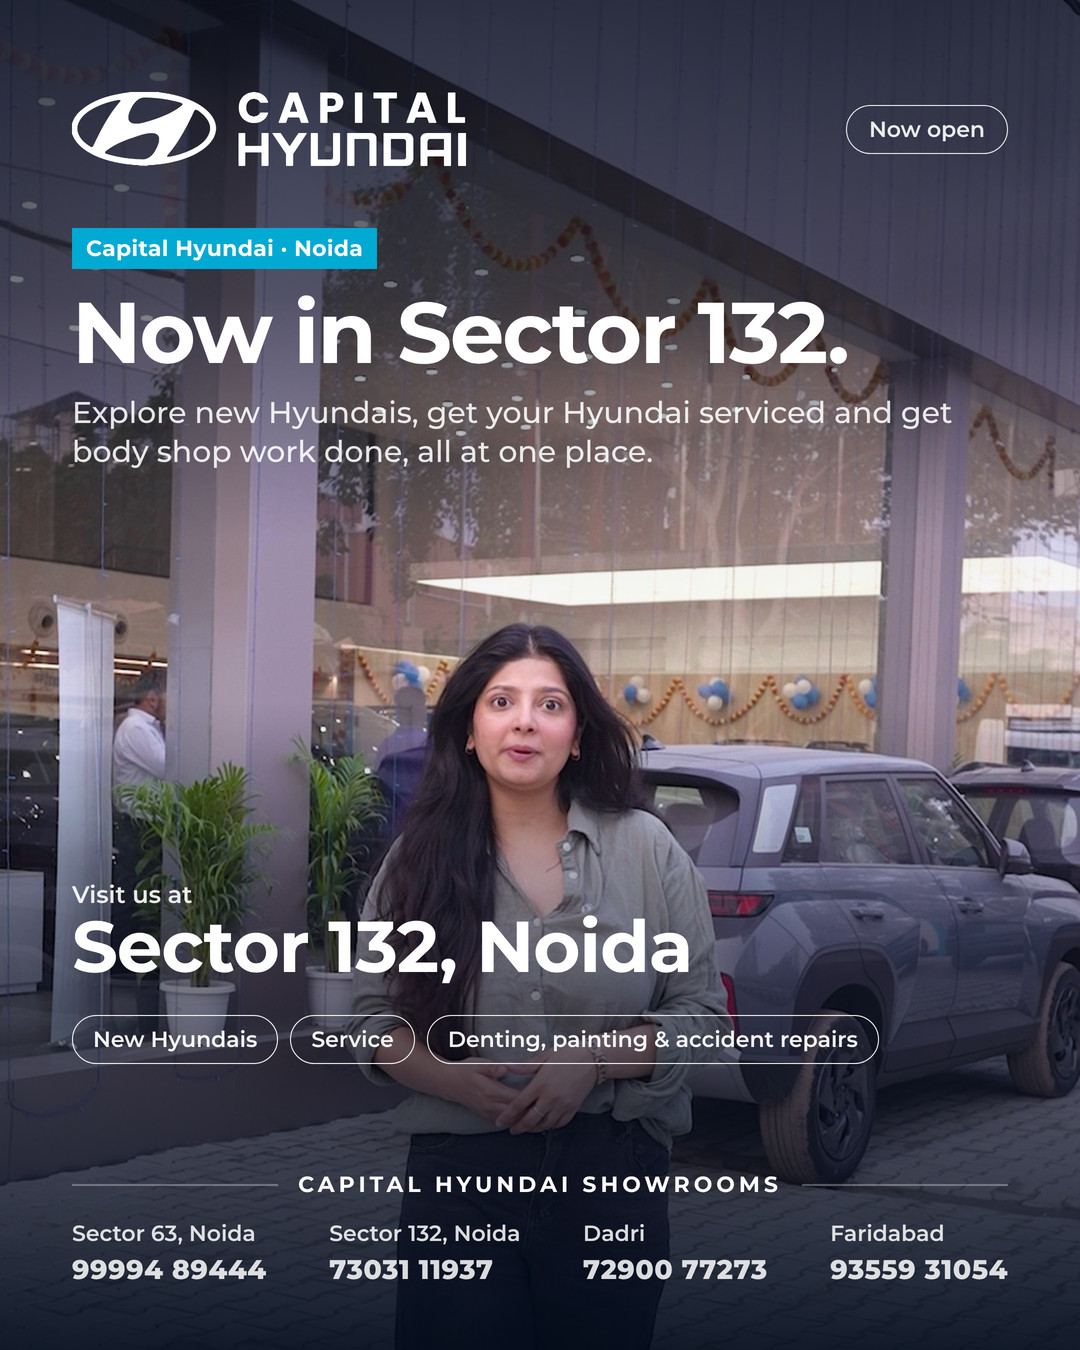 CAPITAL
HYUNDAI
Now open
Capital Hyundai · Noida
Now in Sector 132.
Explore new Hyundais, get your Hyundai serviced and get
body shop work done, all at one place.
Visit us at
Sector 132, Noida
New Hyundais
Service
Denting, painting & accident repairs
CAPITAL HYUNDAI SHOWROOMS
Sector 63, Noida
99994 89444
Sector 132, Noida
73031 11937
Dadri
72900 77273
Faridabad
93559 31054